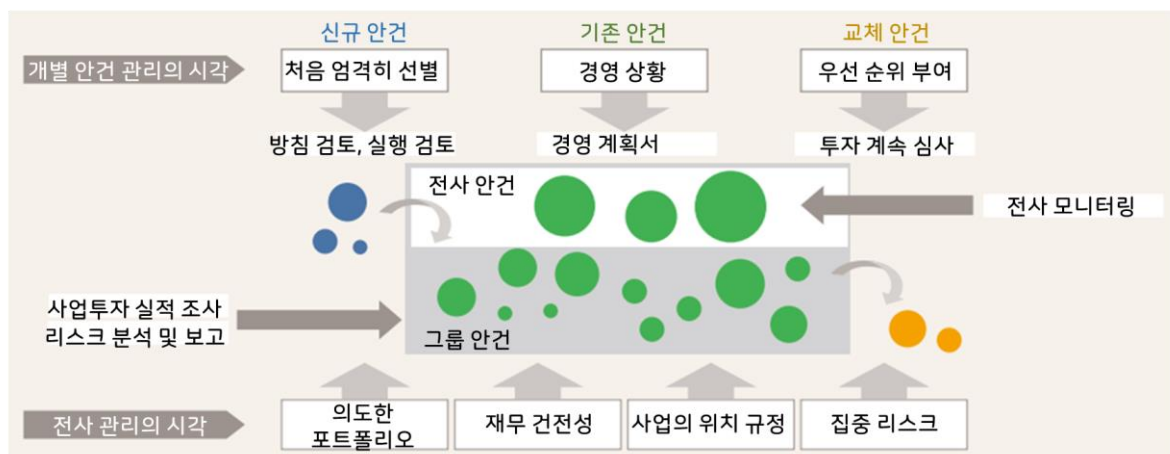 신규 안건
기존 안건
교체 안건
개별 안건 관리의 시각
처음 엄격히 선별
경영 상황
우선 순위 부여
방침 검토, 실행 검토
경영 계획서
투자 계속 심사
전사 안건
전사 모니터링
사업투자 실적 조사
리스크 분석 및 보고
그룹 안건
전사 관리의 시각
의도한
포트폴리오
재무 건전성
사업의 위치 규정
집중 리스크